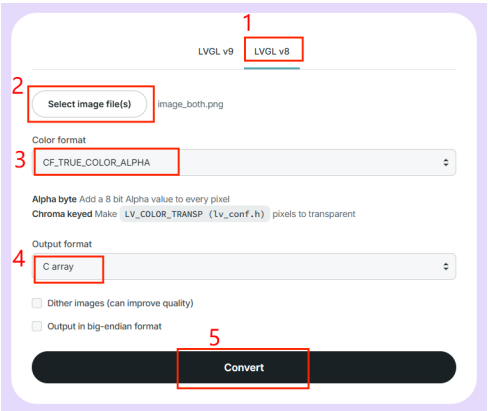 1
LVGL v9 LVGL v8
2
Select image file(s) image_both.png
Color format
3 CF_TRUE_COLOR_ALPHA
Alpha byte Add a 8 bit Alpha value to every pixel
Chroma keyed Make LV_COLOR_TRANSP (lv_conf.h) pixels to transparent
Output format
4 C array
Dither images (can improve quality)
Output in big-endian format
5
Convert